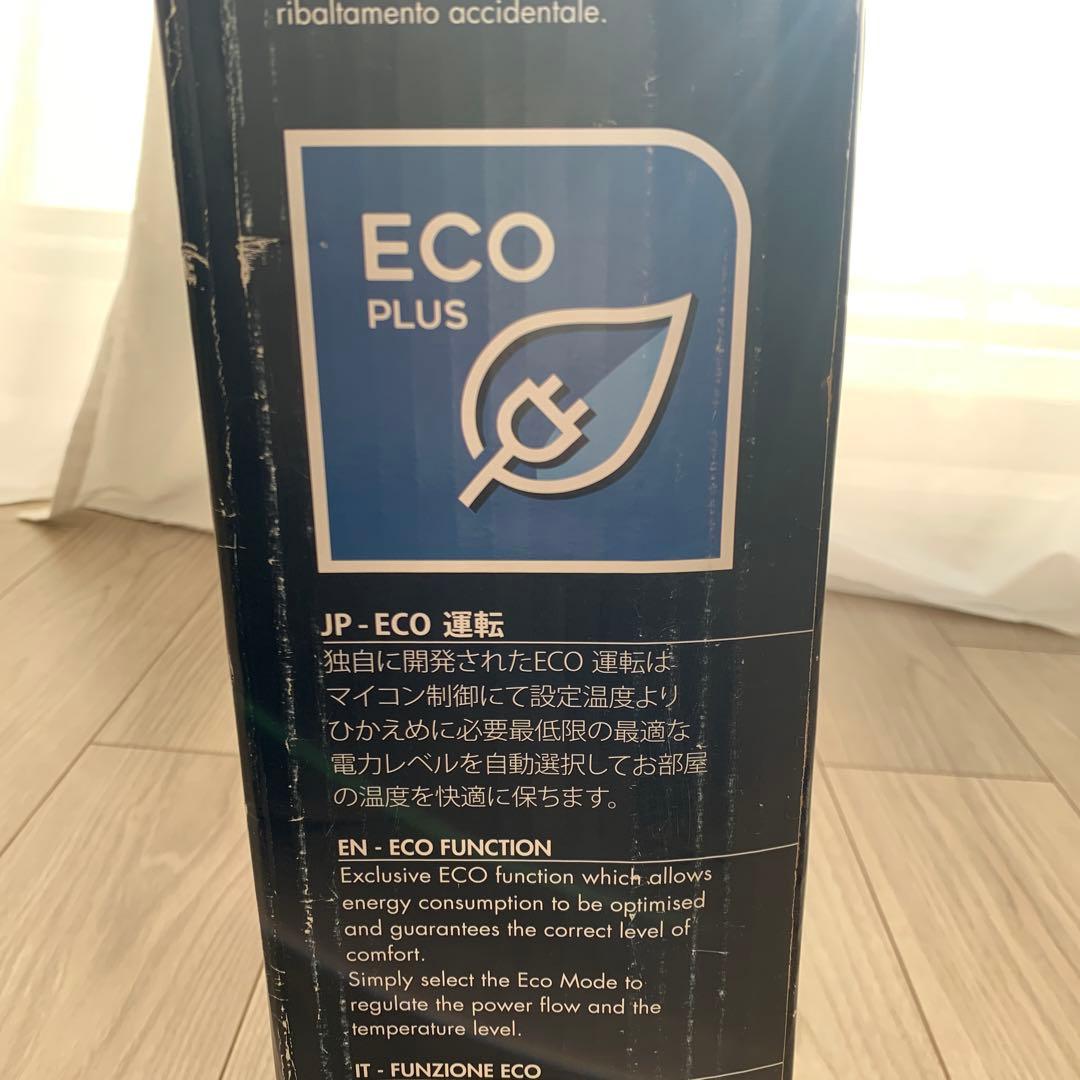 ribaltamento accidentale.
ECO
PLUS
JP - ECO 運転
独自に開発されたECO 運転は
マイコン制御にて設定温度より
ひかえめに必要最低限の最適な
電力レベルを自動選択してお部屋
の温度を快適に保ちます。
EN - ECO FUNCTION
Exclusive ECO function which allows
energy consumption to be optimised
and guarantees the correct level of
comfort.
Simply select the Eco Mode to
regulate the power flow and the
temperature level.
IT - FUNZIONE ECO